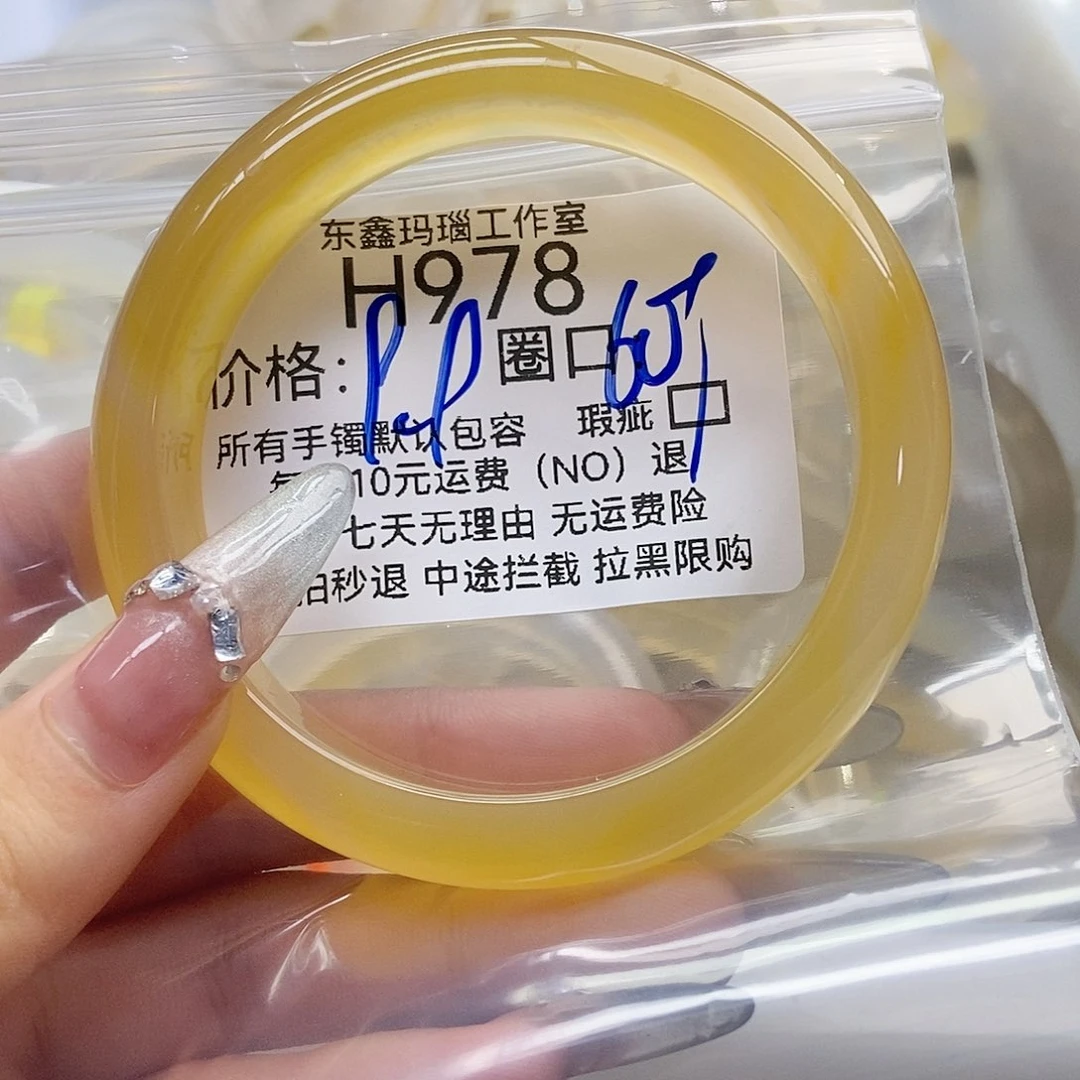 东鑫玛瑙工作室
H978
价格: 圈口:
所有手镯默认包容 瑕疵
10元运费（NO）退
七天无理由 无运费险
拍秒退 中途拦截 拉黑限购